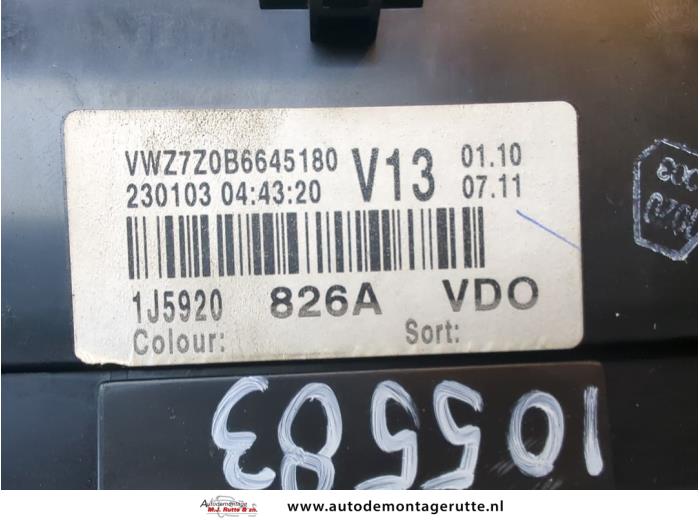 VWZ7Z0B6645180 V13 01.10
230103 04:43:20 07.11
1J5920 826A VDO
Colour: Sort:
105583
Autodemontage
M.J. Rutte & zn.
www.autodemontagerutte.nl